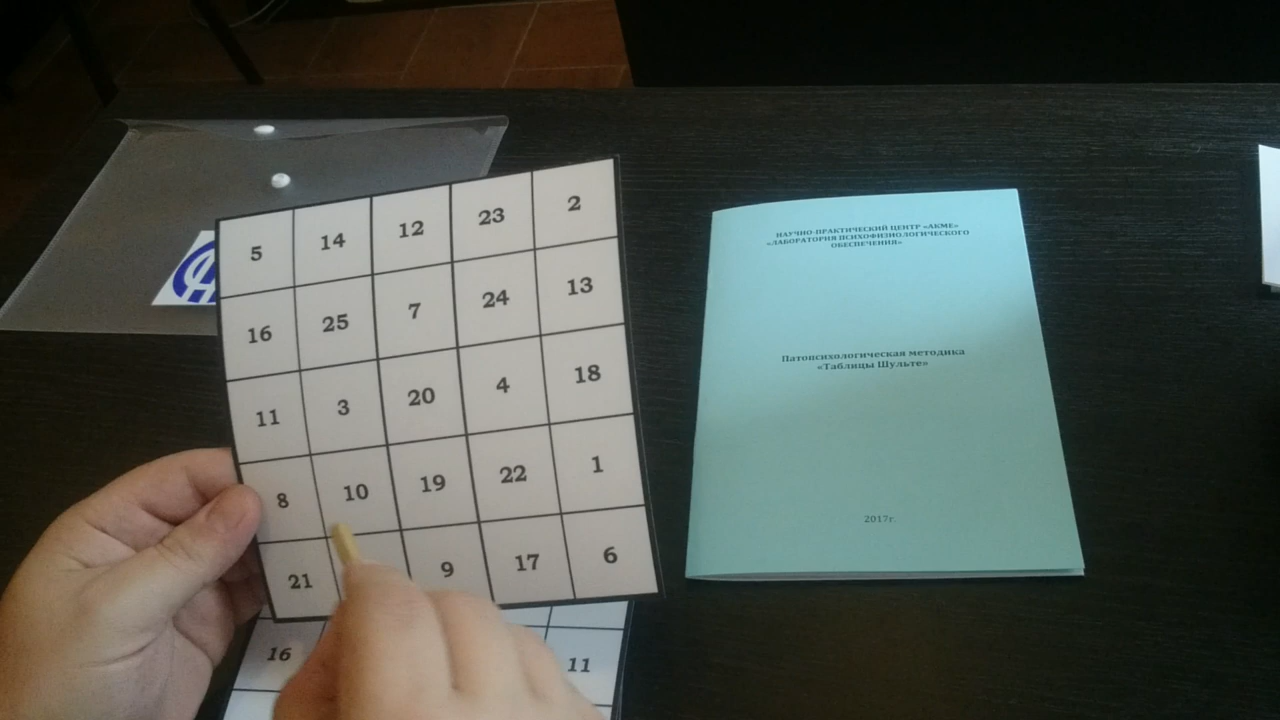 5 14 12 23 2
16 25 7 24 13
11 3 20 4 18
8 10 19 22 1
21 9 17 6
16 11
НАУЧНО-ПРАКТИЧЕСКИЙ ЦЕНТР «АКМЕ»
«ЛАБОРАТОРИЯ ПСИХОФИЗИОЛОГИЧЕСКОГО
ОБЕСПЕЧЕНИЯ»
Патопсихологическая методика
«Таблицы Шульте»
2017г.